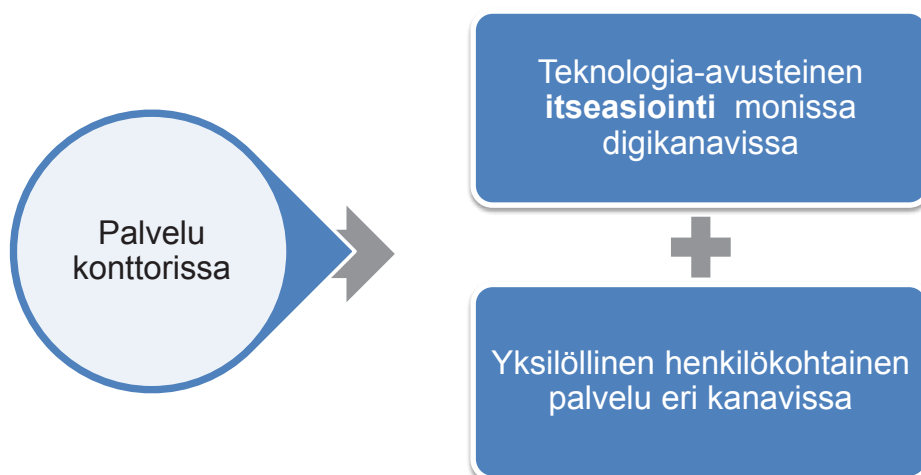 Palvelu
konttorissa
Teknologia-avusteinen
itseasiointi monissa
digikanavissa
Yksilöllinen henkilökohtainen
palvelu eri kanavissa